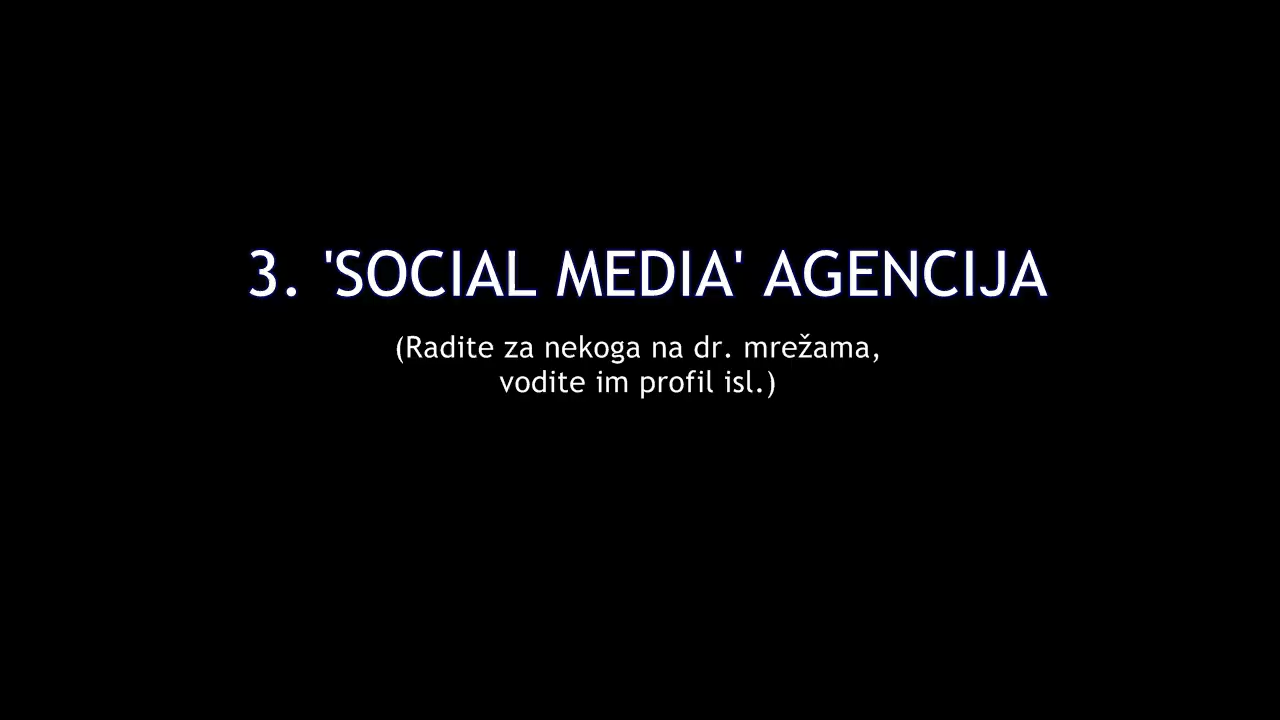 3. 'SOCIAL MEDIA' AGENCIJA
(Radite za nekoga na dr. mrežama,
vodite im profil isl.)